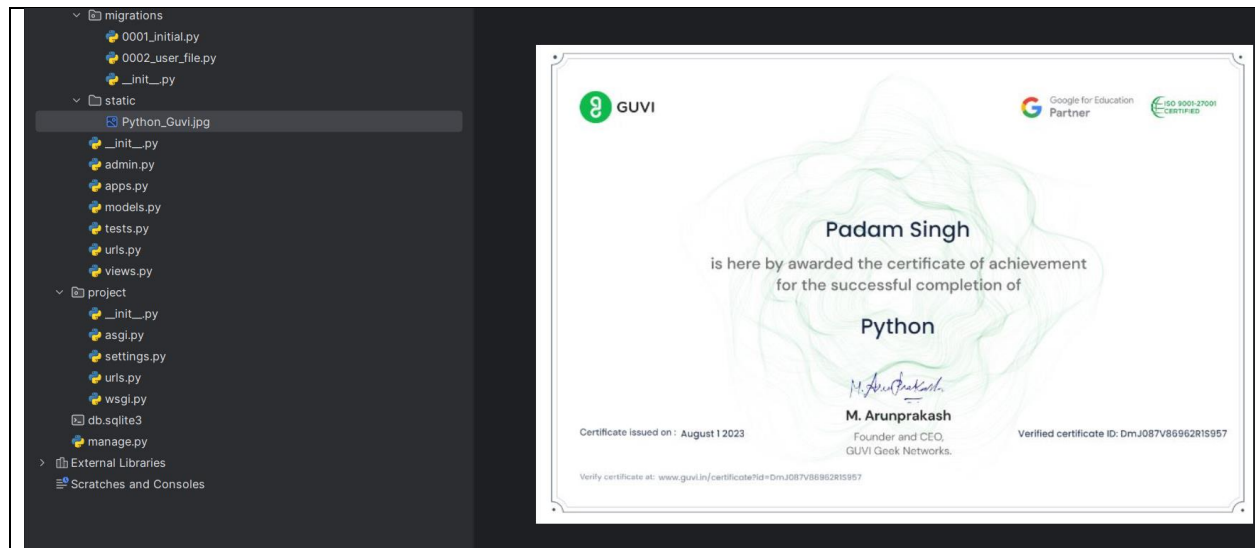 migrations
0001_initial.py
0002_user_file.py
__init__.py
static
Python_Guvi.jpg
__init__.py
admin.py
apps.py
models.py
tests.py
urls.py
views.py
project
__init__.py
asgi.py
settings.py
urls.py
wsgi.py
db.sqlite3
manage.py
External Libraries
Scratches and Consoles
GUVI
Google for Education
Partner
ISO 9001-27001
CERTIFIED
Padam Singh
is here by awarded the certificate of achievement
for the successful completion of
Python
M. Arunprakash
M. Arunprakash
Founder and CEO,
GUVI Geek Networks.
Certificate issued on : August 1 2023
Verified certificate ID: DmJ087V86962R1S957
Verify certificate at: www.guvi.in/certificate?id=DmJ087V86962R1S957